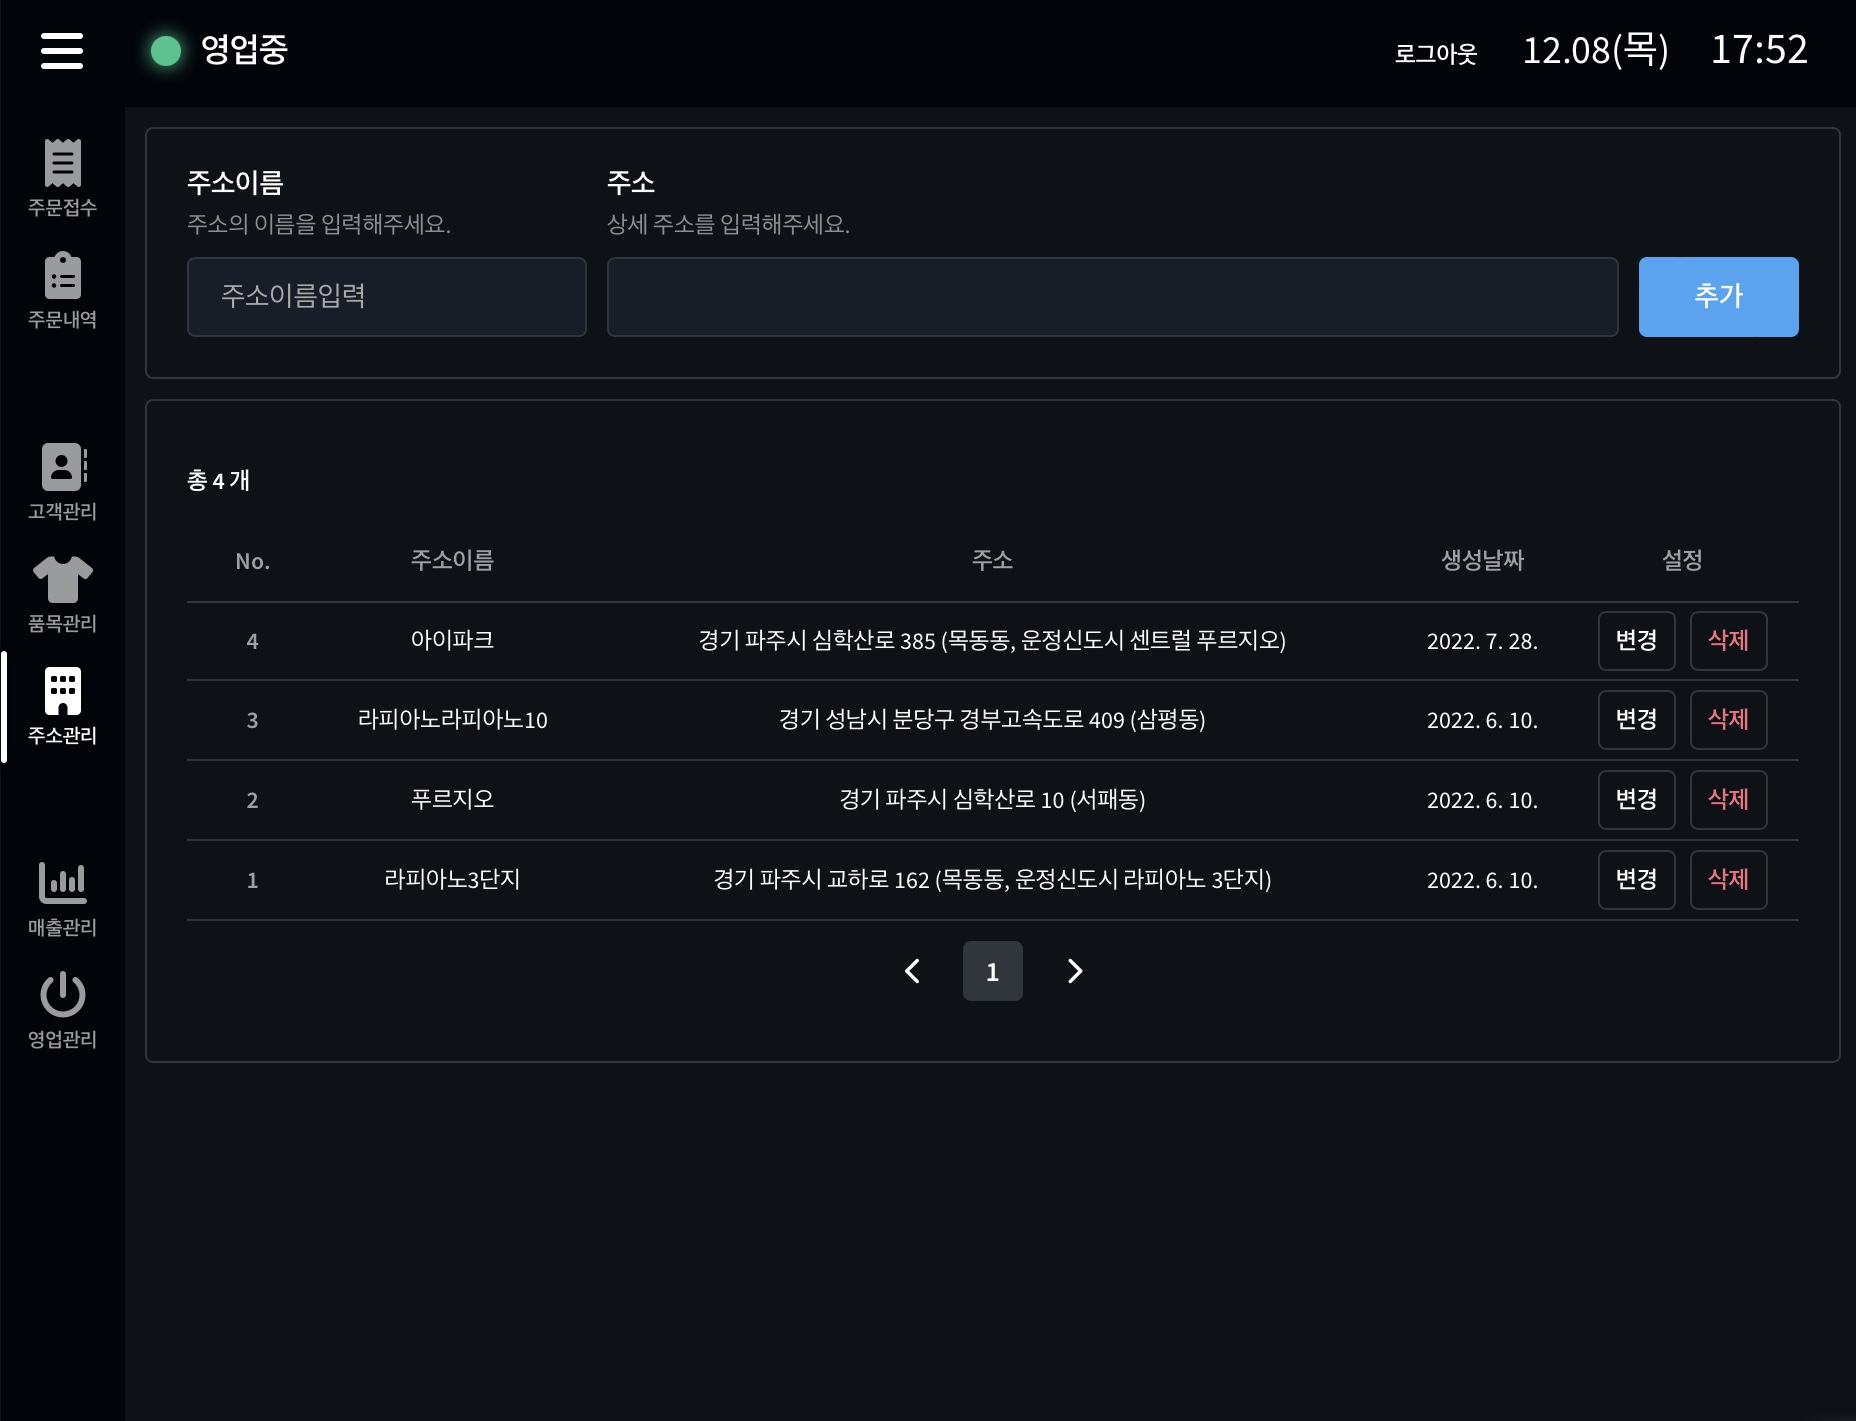 영업중
로그아웃 12.08(목) 17:52
주문접수
주문내역
고객관리
품목관리
주소관리
매출관리
영업관리
주소이름 주소
주소의 이름을 입력해주세요. 상세 주소를 입력해주세요.
주소이름입력 추가
총 4 개
No. 주소이름 주소 생성날짜 설정
4 아이파크 경기 파주시 심학산로 385 (목동동, 운정신도시 센트럴 푸르지오) 2022. 7. 28. 변경 삭제
3 라피아노라피아노10 경기 성남시 분당구 경부고속도로 409 (삼평동) 2022. 6. 10. 변경 삭제
2 푸르지오 경기 파주시 심학산로 10 (서패동) 2022. 6. 10. 변경 삭제
1 라피아노3단지 경기 파주시 교하로 162 (목동동, 운정신도시 라피아노 3단지) 2022. 6. 10. 변경 삭제
1